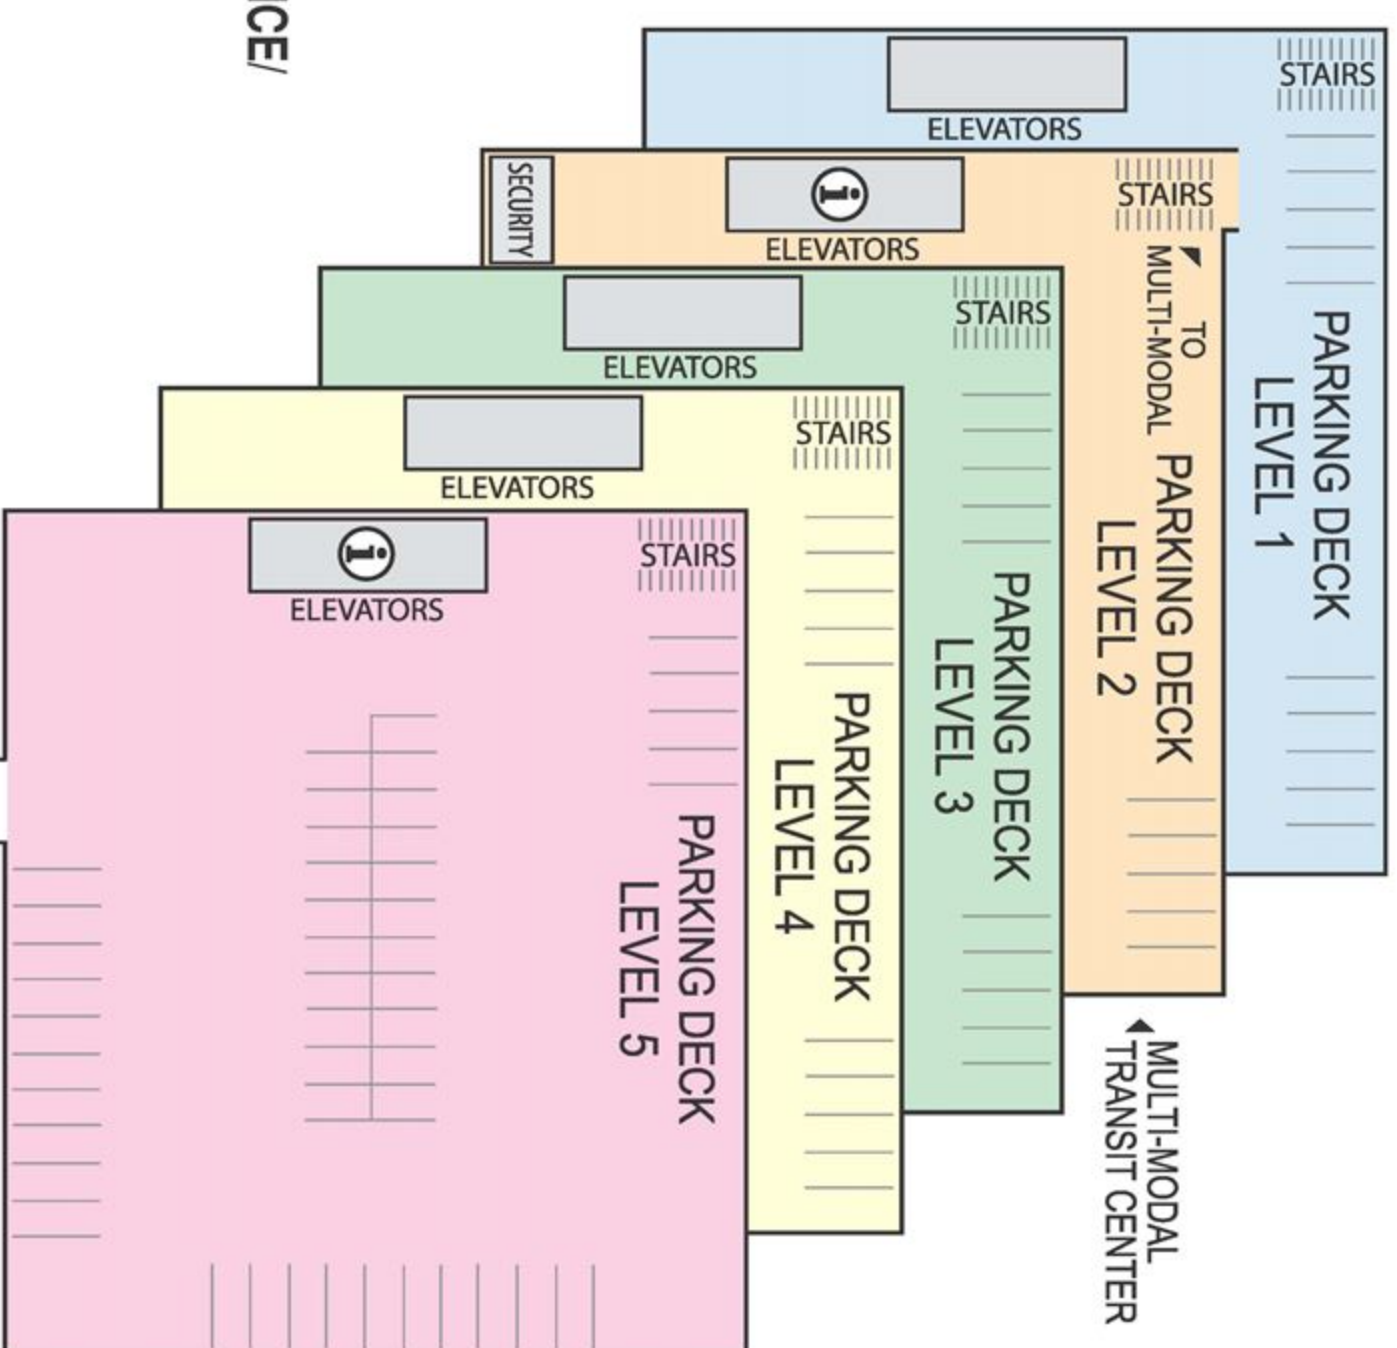 CE/
STAIRS
ELEVATORS
PARKING DECK
LEVEL 1
SECURITY
i
STAIRS
ELEVATORS
TO
MULTI-MODAL
PARKING DECK
LEVEL 2
STAIRS
ELEVATORS
PARKING DECK
LEVEL 3
STAIRS
ELEVATORS
PARKING DECK
LEVEL 4
i
STAIRS
ELEVATORS
PARKING DECK
LEVEL 5
MULTI-MODAL
TRANSIT CENTER